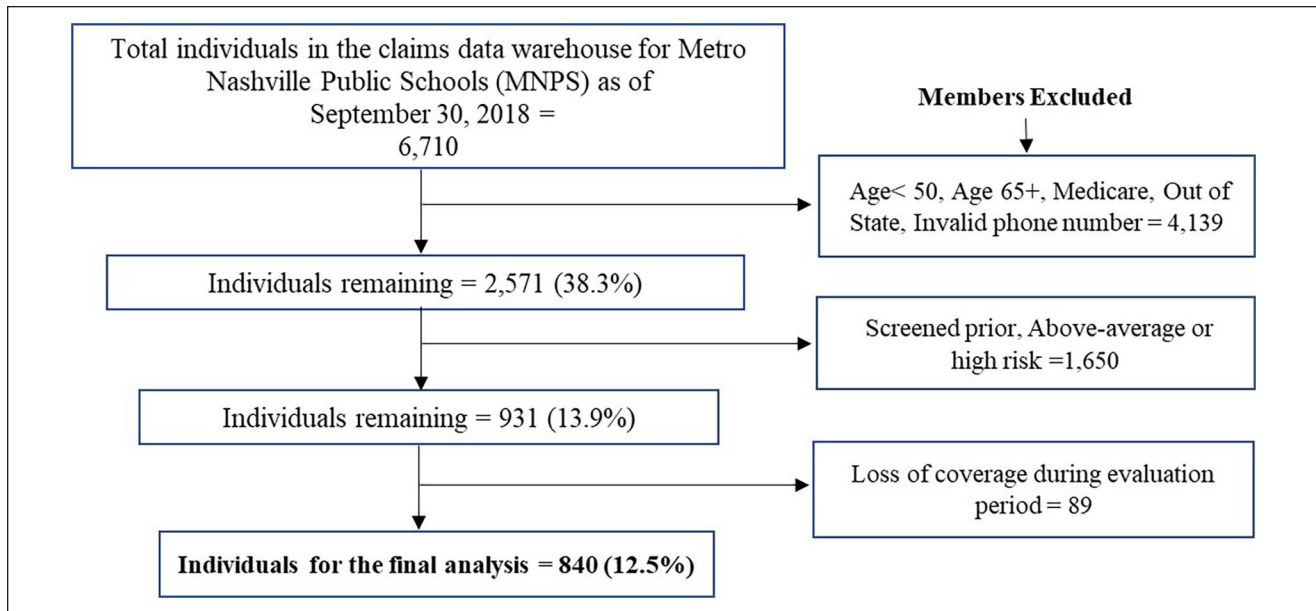 Total individuals in the claims data warehouse for Metro
Nashville Public Schools (MNPS) as of
September 30, 2018 =
6,710
Members Excluded
Age< 50, Age 65+, Medicare, Out of
State, Invalid phone number = 4,139
Individuals remaining = 2,571 (38.3%)
Screened prior, Above-average or
high risk =1,650
Individuals remaining = 931 (13.9%)
Loss of coverage during evaluation
period = 89
Individuals for the final analysis = 840 (12.5%)